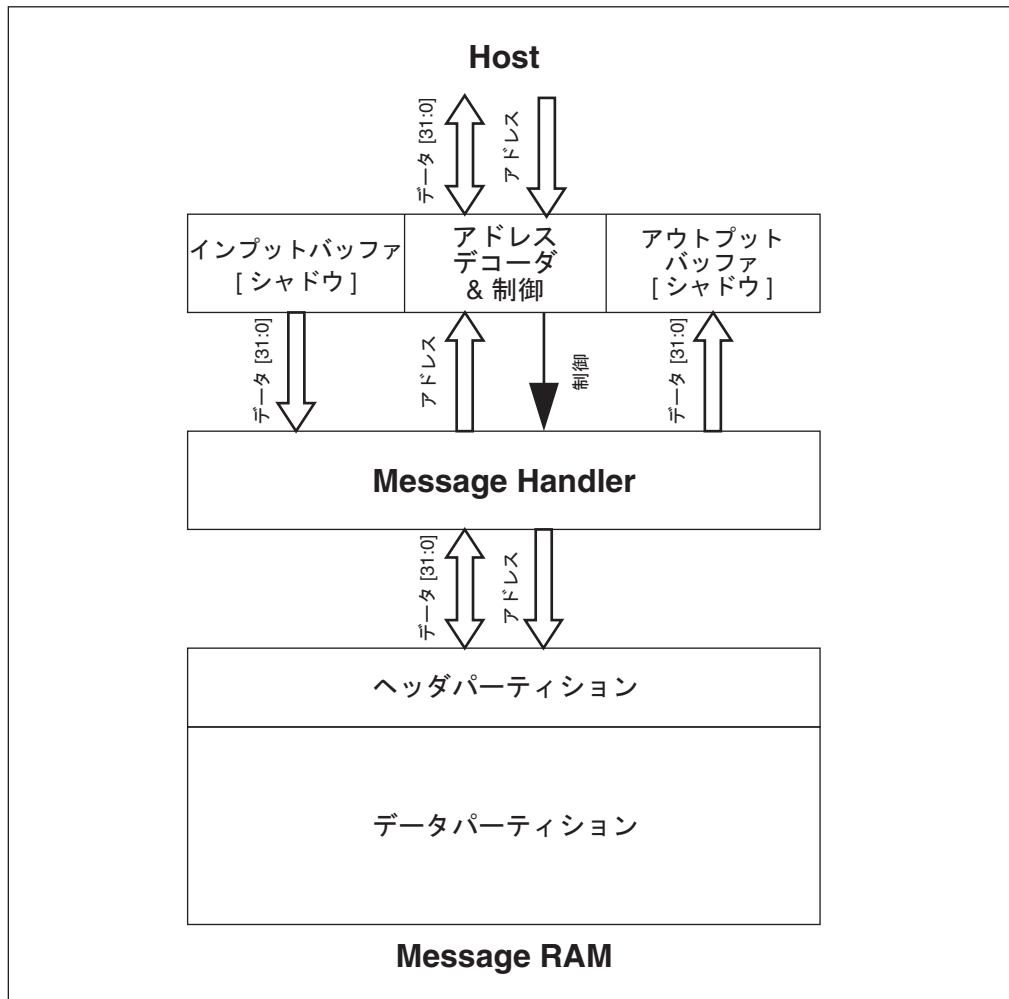 Host
データ [31:0]
アドレス
インプットバッファ
[ シャドウ ]
アドレス
デコーダ
& 制御
アウトプット
バッファ
[ シャドウ ]
データ [31:0]
アドレス
制御
データ [31:0]
Message Handler
データ [31:0]
アドレス
ヘッダパーティション
データパーティション
Message RAM